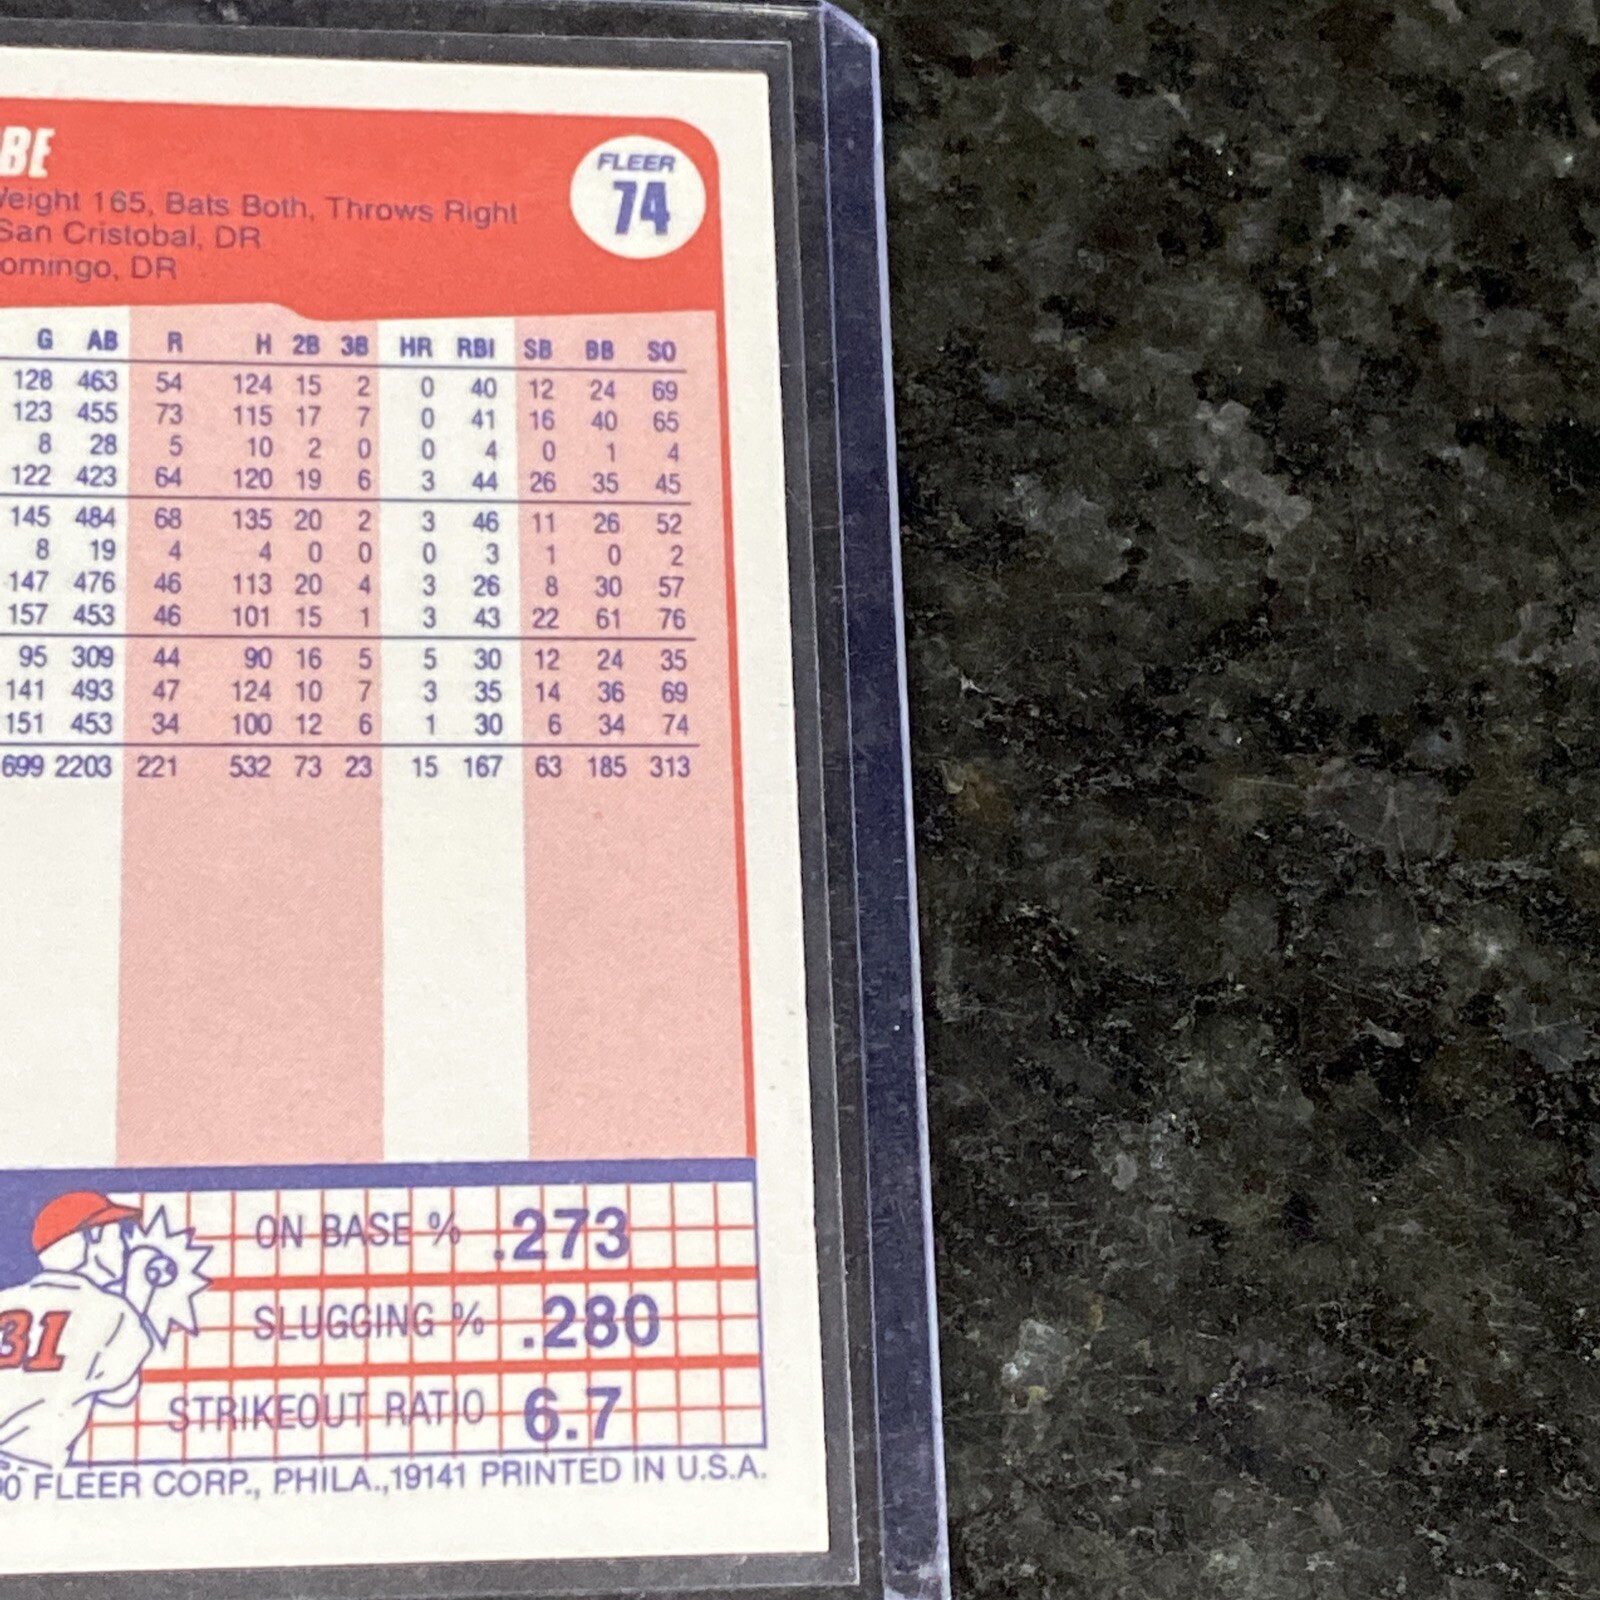 BE
FLEER
74
Weight 165, Bats Both, Throws Right
San Cristobal, DR
omingo, DR
G AB R H 2B 3B HR RBI SB BB SO
128 463 54 124 15 2 0 40 12 24 69
123 455 73 115 17 7 0 41 16 40 65
8 28 5 10 2 0 0 4 0 1 4
122 423 64 120 19 6 3 44 26 35 45
145 484 68 135 20 2 3 46 11 26 52
8 19 4 4 0 0 0 3 1 0 2
147 476 46 113 20 4 3 26 8 30 57
157 453 46 101 15 1 3 43 22 61 76
95 309 44 90 16 5 5 30 12 24 35
141 493 47 124 10 7 3 35 14 36 69
151 453 34 100 12 6 1 30 6 34 74
699 2203 221 532 73 23 15 167 63 185 313
ON BASE % .273
SLUGGING % .280
31
STRIKEOUT RATIO 6.7
0 FLEER CORP., PHILA.,19141 PRINTED IN U.S.A.